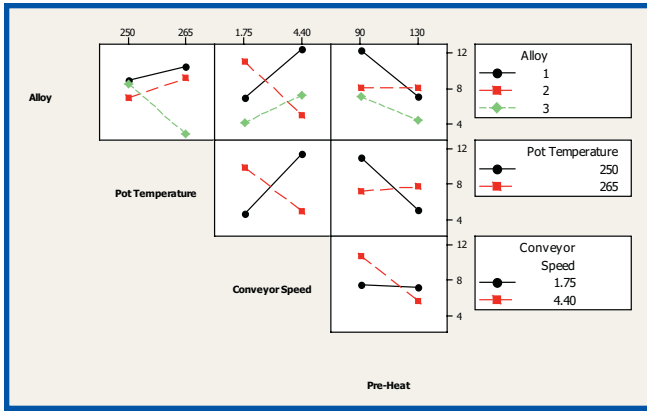 250 265 1.75 4.40 90 130
Alloy
12
8
4
Alloy
1
2
3
Pot Temperature
12
8
4
Pot Temperature
250
265
Conveyor Speed
12
8
4
Conveyor
Speed
1.75
4.40
Pre-Heat